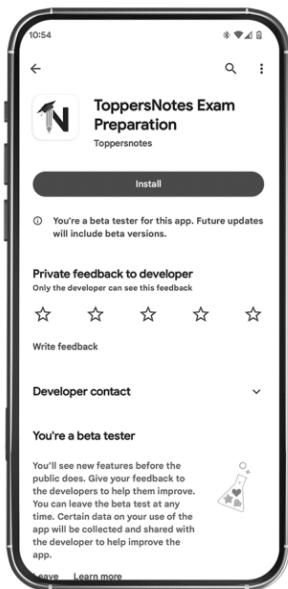 10:54
ToppersNotes Exam
Preparation
Toppersnotes
Install
You're a beta tester for this app. Future updates
will include beta versions.
Private feedback to developer
Only the developer can see this feedback
Write feedback
Developer contact
You're a beta tester
You'll see new features before the
public does. Give your feedback to
the developers to help them improve.
You can leave the beta test at any
time. Certain data on your use of the
app will be collected and shared with
the developer to help improve the
app.
Leave Learn more